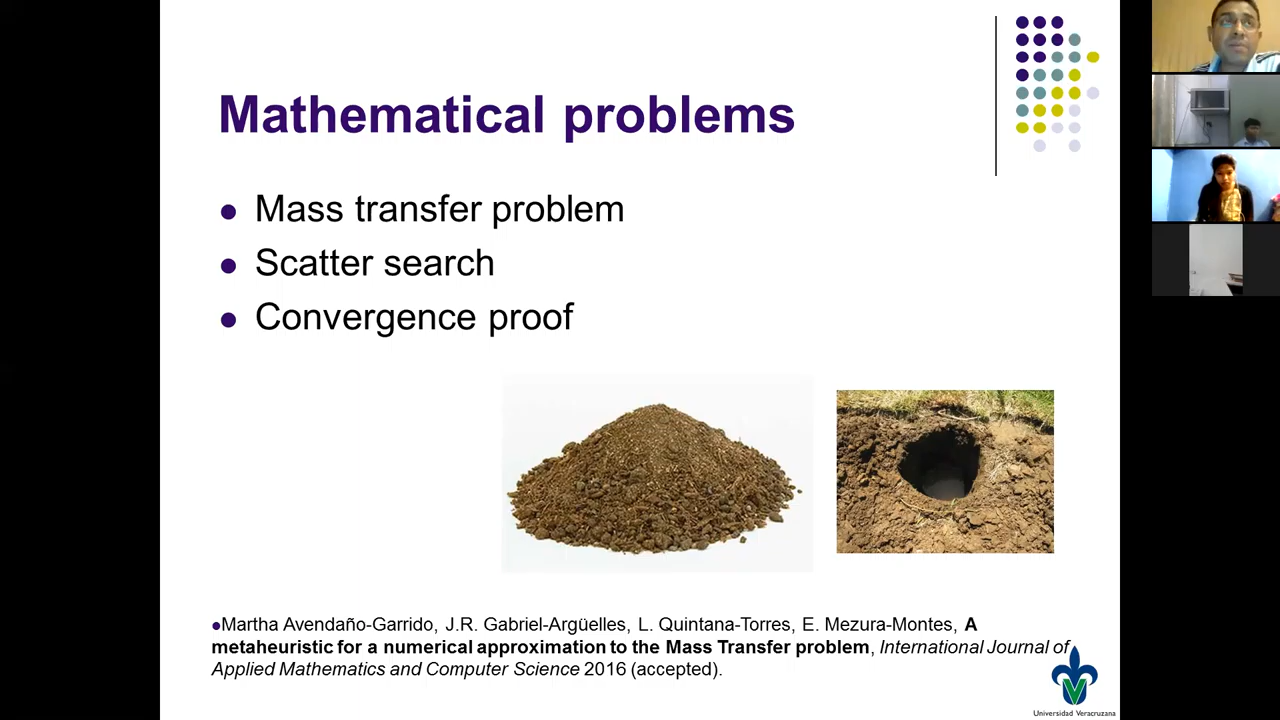 Mathematical problems
● Mass transfer problem
● Scatter search
● Convergence proof
●Martha Avendaño-Garrido, J.R. Gabriel-Argüelles, L. Quintana-Torres, E. Mezura-Montes, A
metaheuristic for a numerical approximation to the Mass Transfer problem, International Journal of
Applied Mathematics and Computer Science 2016 (accepted).
Universidad Veracruzana